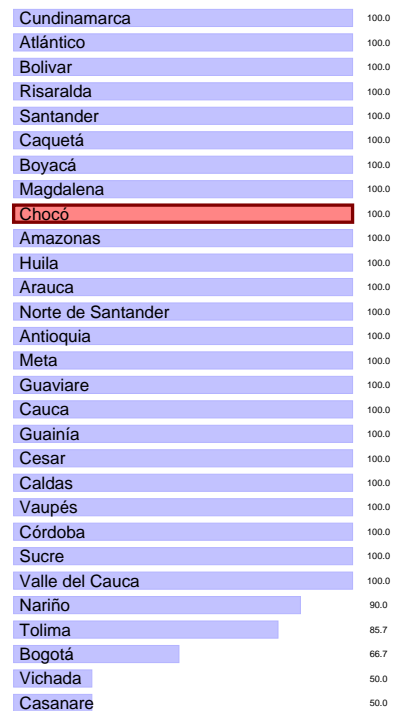 Cundinamarca 100.0
Atlántico 100.0
Bolivar 100.0
Risaralda 100.0
Santander 100.0
Caquetá 100.0
Boyacá 100.0
Magdalena 100.0
Chocó 100.0
Amazonas 100.0
Huila 100.0
Arauca 100.0
Norte de Santander 100.0
Antioquia 100.0
Meta 100.0
Guaviare 100.0
Cauca 100.0
Guainía 100.0
Cesar 100.0
Caldas 100.0
Vaupés 100.0
Córdoba 100.0
Sucre 100.0
Valle del Cauca 100.0
Nariño 90.0
Tolima 85.7
Bogotá 66.7
Vichada 50.0
Casanare 50.0